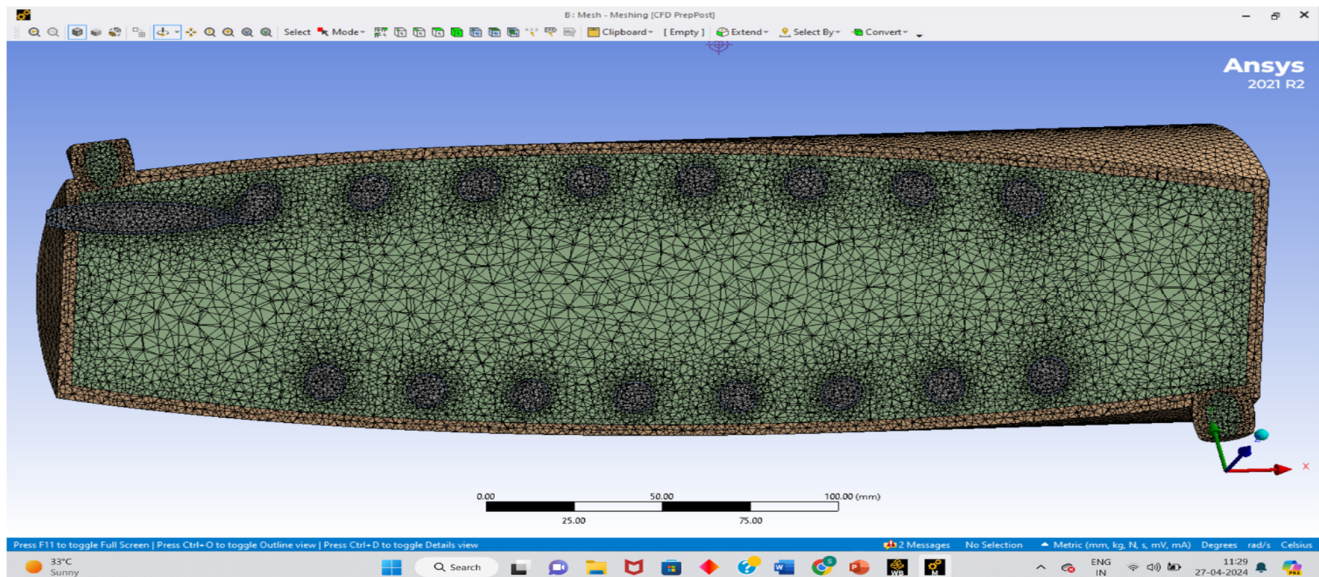 B: Mesh - Meshing [CFD PrepPost]
Select Mode Clipboard [ Empty ] Extend Select By Convert
Ansys
2021 R2
0.00 50.00 100.00 (mm)
25.00 75.00
X
Press F11 to toggle Full Screen | Press Ctrl+O to toggle Outline view | Press Ctrl+D to toggle Details view 2 Messages No Selection Metric (mm, kg, N, s, mV, mA) Degrees rad/s Celsius
33°C
Sunny
Search
WB
M
ENG
IN
11:29
27-04-2024
PRE